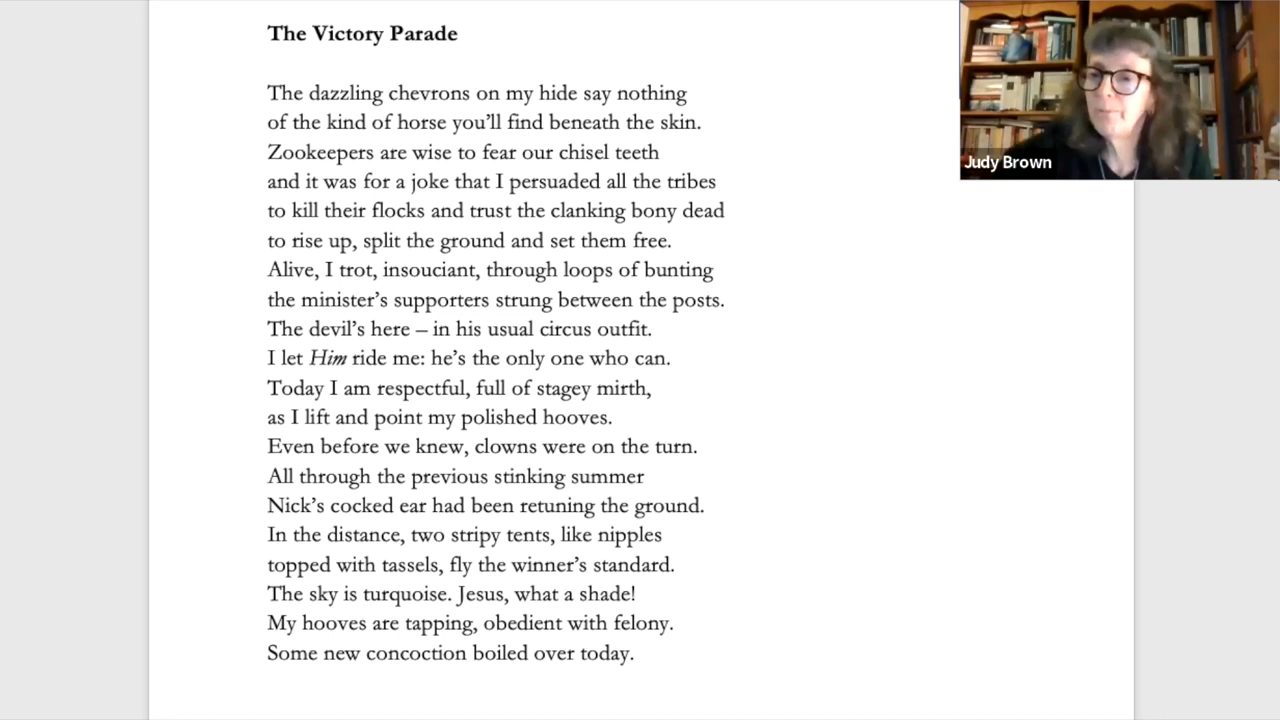 The Victory Parade
The dazzling chevrons on my hide say nothing
of the kind of horse you’ll find beneath the skin.
Zookeepers are wise to fear our chisel teeth
and it was for a joke that I persuaded all the tribes
to kill their flocks and trust the clanking bony dead
to rise up, split the ground and set them free.
Alive, I trot, insouciant, through loops of bunting
the minister’s supporters strung between the posts.
The devil’s here – in his usual circus outfit.
I let Him ride me: he’s the only one who can.
Today I am respectful, full of stagey mirth,
as I lift and point my polished hooves.
Even before we knew, clowns were on the turn.
All through the previous stinking summer
Nick’s cocked ear had been retuning the ground.
In the distance, two stripy tents, like nipples
topped with tassels, fly the winner’s standard.
The sky is turquoise. Jesus, what a shade!
My hooves are tapping, obedient with felony.
Some new concoction boiled over today.
Judy Brown